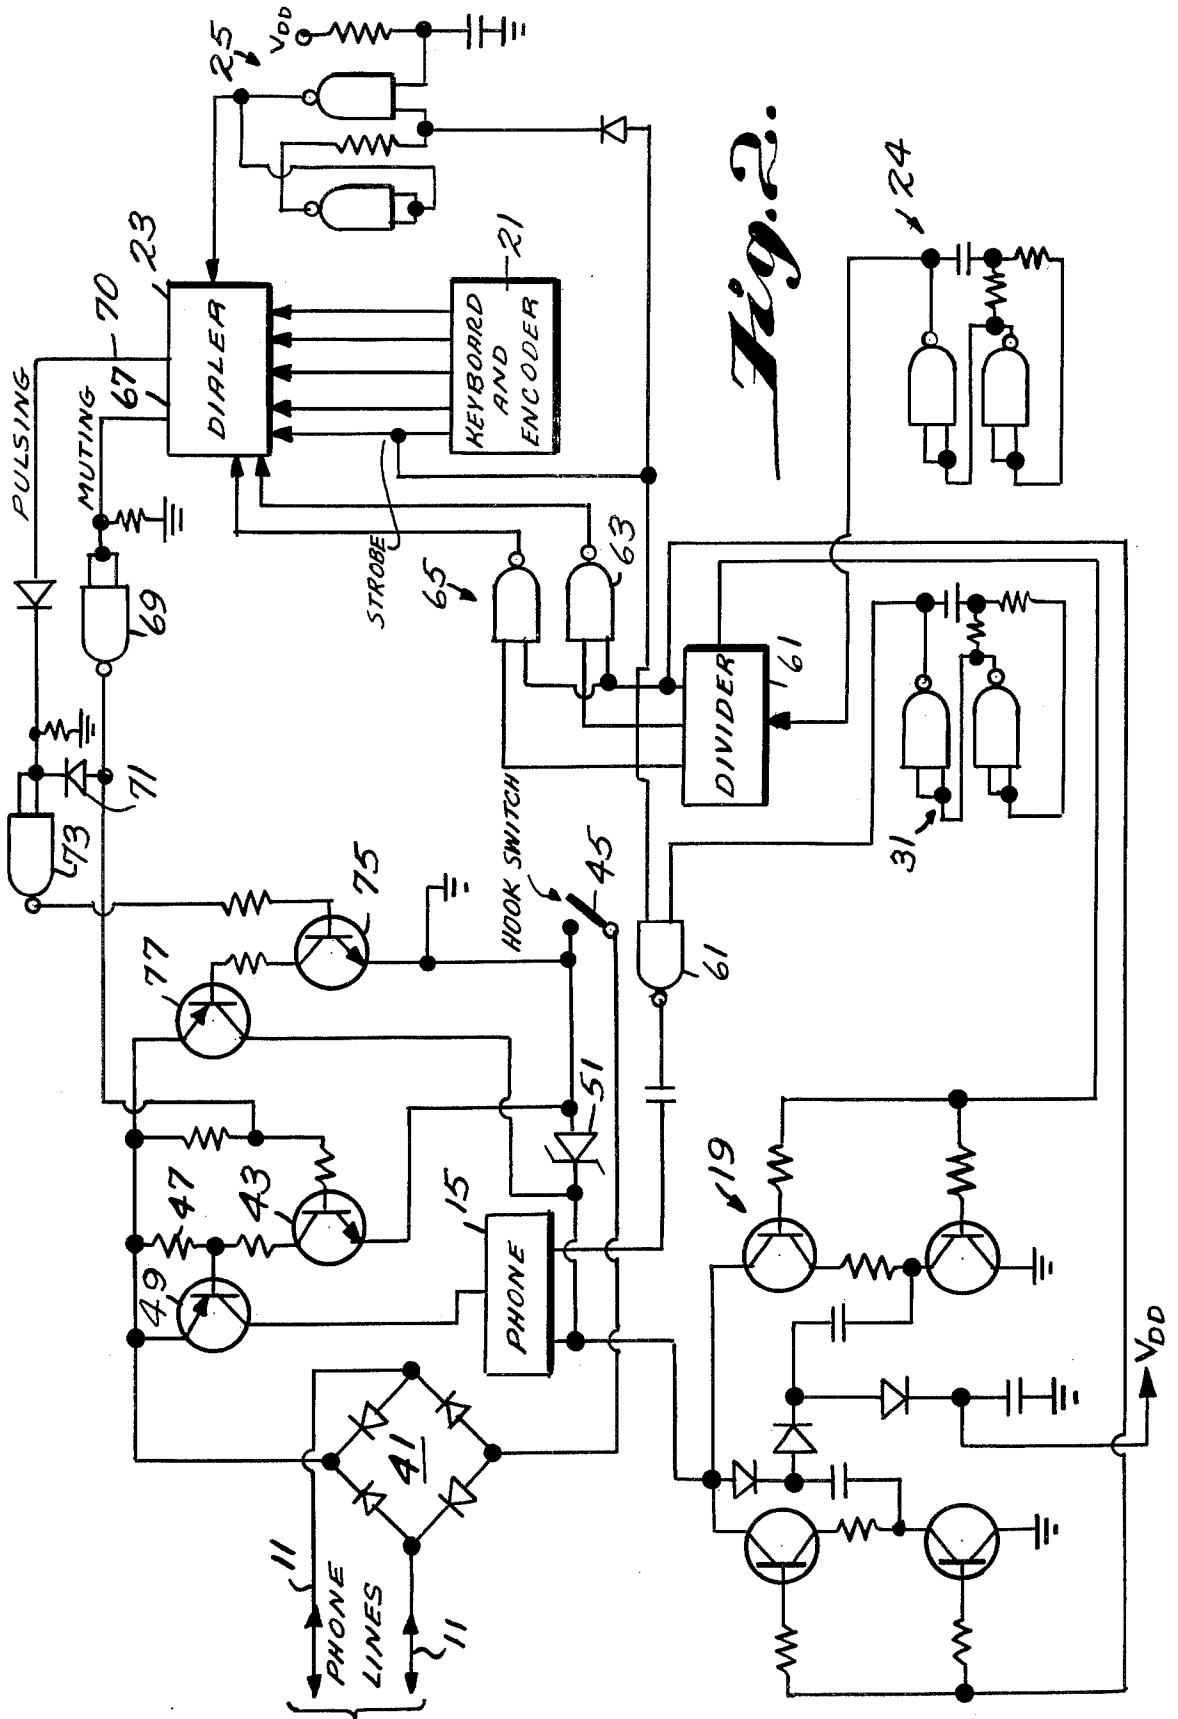 Fig. 2.
PHONE
LINES
11
11
41
49
47
43
77
75
73
71
69
PULSING
MUTING
67
70
23
DIALER
25
VDD
KEYBOARD
AND
ENCODER
21
STROBE
65
63
HOOK SWITCH
45
51
15
PHONE
61
DIVIDER
61
31
24
19
VDD